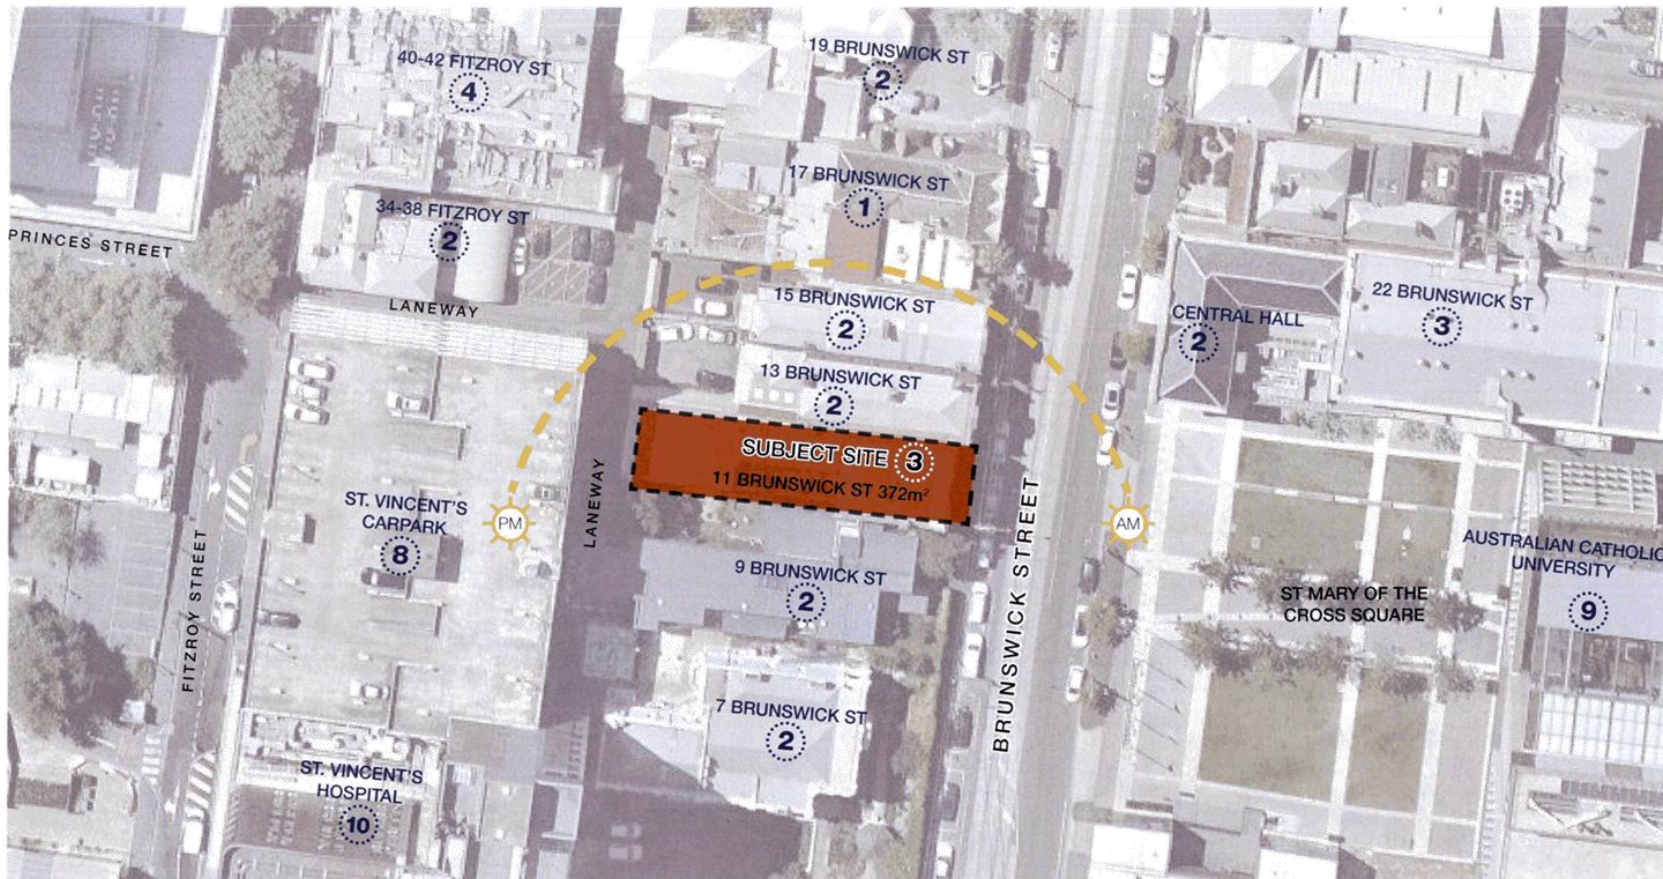 19 BRUNSWICK ST
2
40-42 FITZROY ST
4
17 BRUNSWICK ST
1
34-38 FITZROY ST
2
PRINCES STREET
LANEWAY
15 BRUNSWICK ST
2
22 BRUNSWICK ST
3
CENTRAL HALL
2
13 BRUNSWICK ST
2
SUBJECT SITE 3
11 BRUNSWICK ST 372m²
LANEWAY
ST. VINCENT'S
CARPARK
8
PM
AM
BRUNSWICK STREET
FITZROY STREET
9 BRUNSWICK ST
2
ST MARY OF THE
CROSS SQUARE
AUSTRALIAN CATHOLIC
UNIVERSITY
9
7 BRUNSWICK ST
2
ST. VINCENT'S
HOSPITAL
10